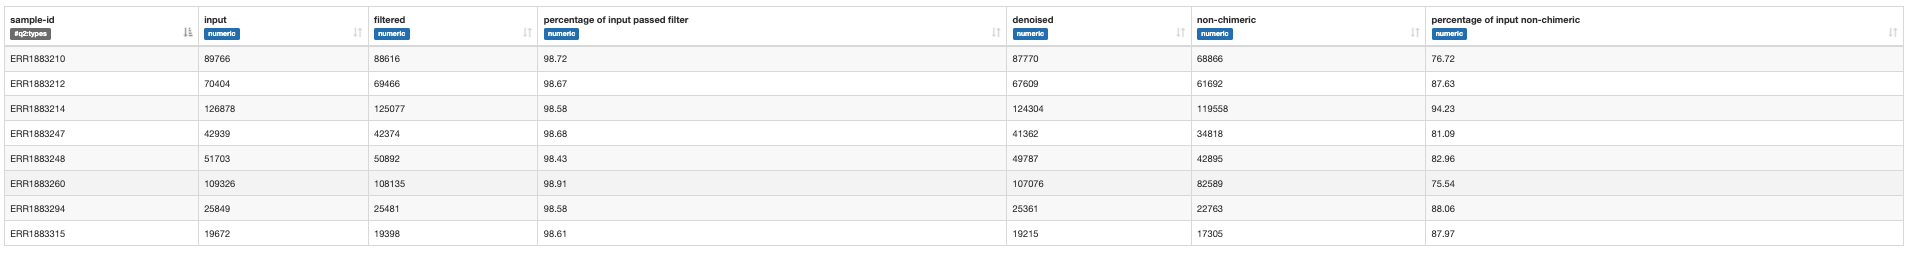 sample-id input filtered percentage of input passed filter denoised non-chimeric percentage of input non-chimeric
#q2:types numeric numeric numeric numeric numeric numeric
ERR1883210 89766 88616 98.72 87770 68866 76.72
ERR1883212 70404 69466 98.67 67609 61692 87.63
ERR1883214 126878 125077 98.58 124304 119558 94.23
ERR1883247 42939 42374 98.68 41362 34818 81.09
ERR1883248 51703 50892 98.43 49787 42895 82.96
ERR1883260 109326 108135 98.91 107076 82589 75.54
ERR1883294 25849 25481 98.58 25361 22763 88.06
ERR1883315 19672 19398 98.61 19215 17305 87.97